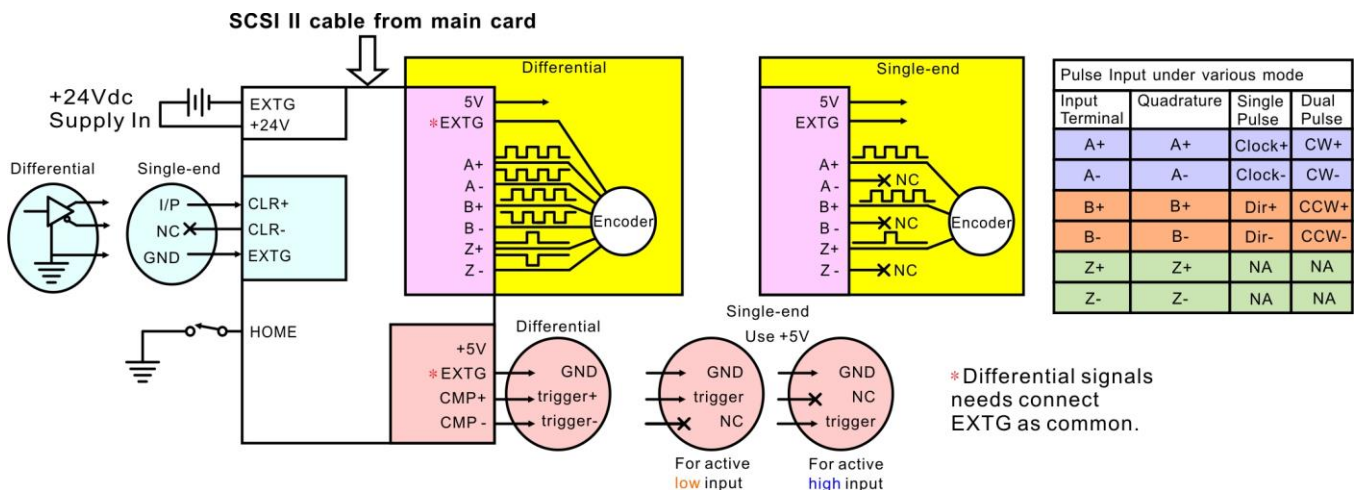 SCSI II cable from main card
+24Vdc
Supply In
EXTG
+24V
Differential
Single-end
I/P
NC
GND
CLR+
CLR-
EXTG
HOME
Differential
5V
*EXTG
A+
A -
B+
B -
Z+
Z -
Encoder
+5V
*EXTG
CMP+
CMP -
Differential
GND
trigger+
trigger-
Single-end
5V
EXTG
A+
A -
NC
B+
B -
NC
Z+
Z -
NC
Encoder
Single-end
Use +5V
GND
trigger
NC
For active
low input
GND
NC
trigger
For active
high input
Pulse Input under various mode
Input Terminal Quadrature Single Pulse Dual Pulse
A+ A+ Clock+ CW+
A- A- Clock- CW-
B+ B+ Dir+ CCW+
B- B- Dir- CCW-
Z+ Z+ NA NA
Z- Z- NA NA
*Differential signals
needs connect
EXTG as common.